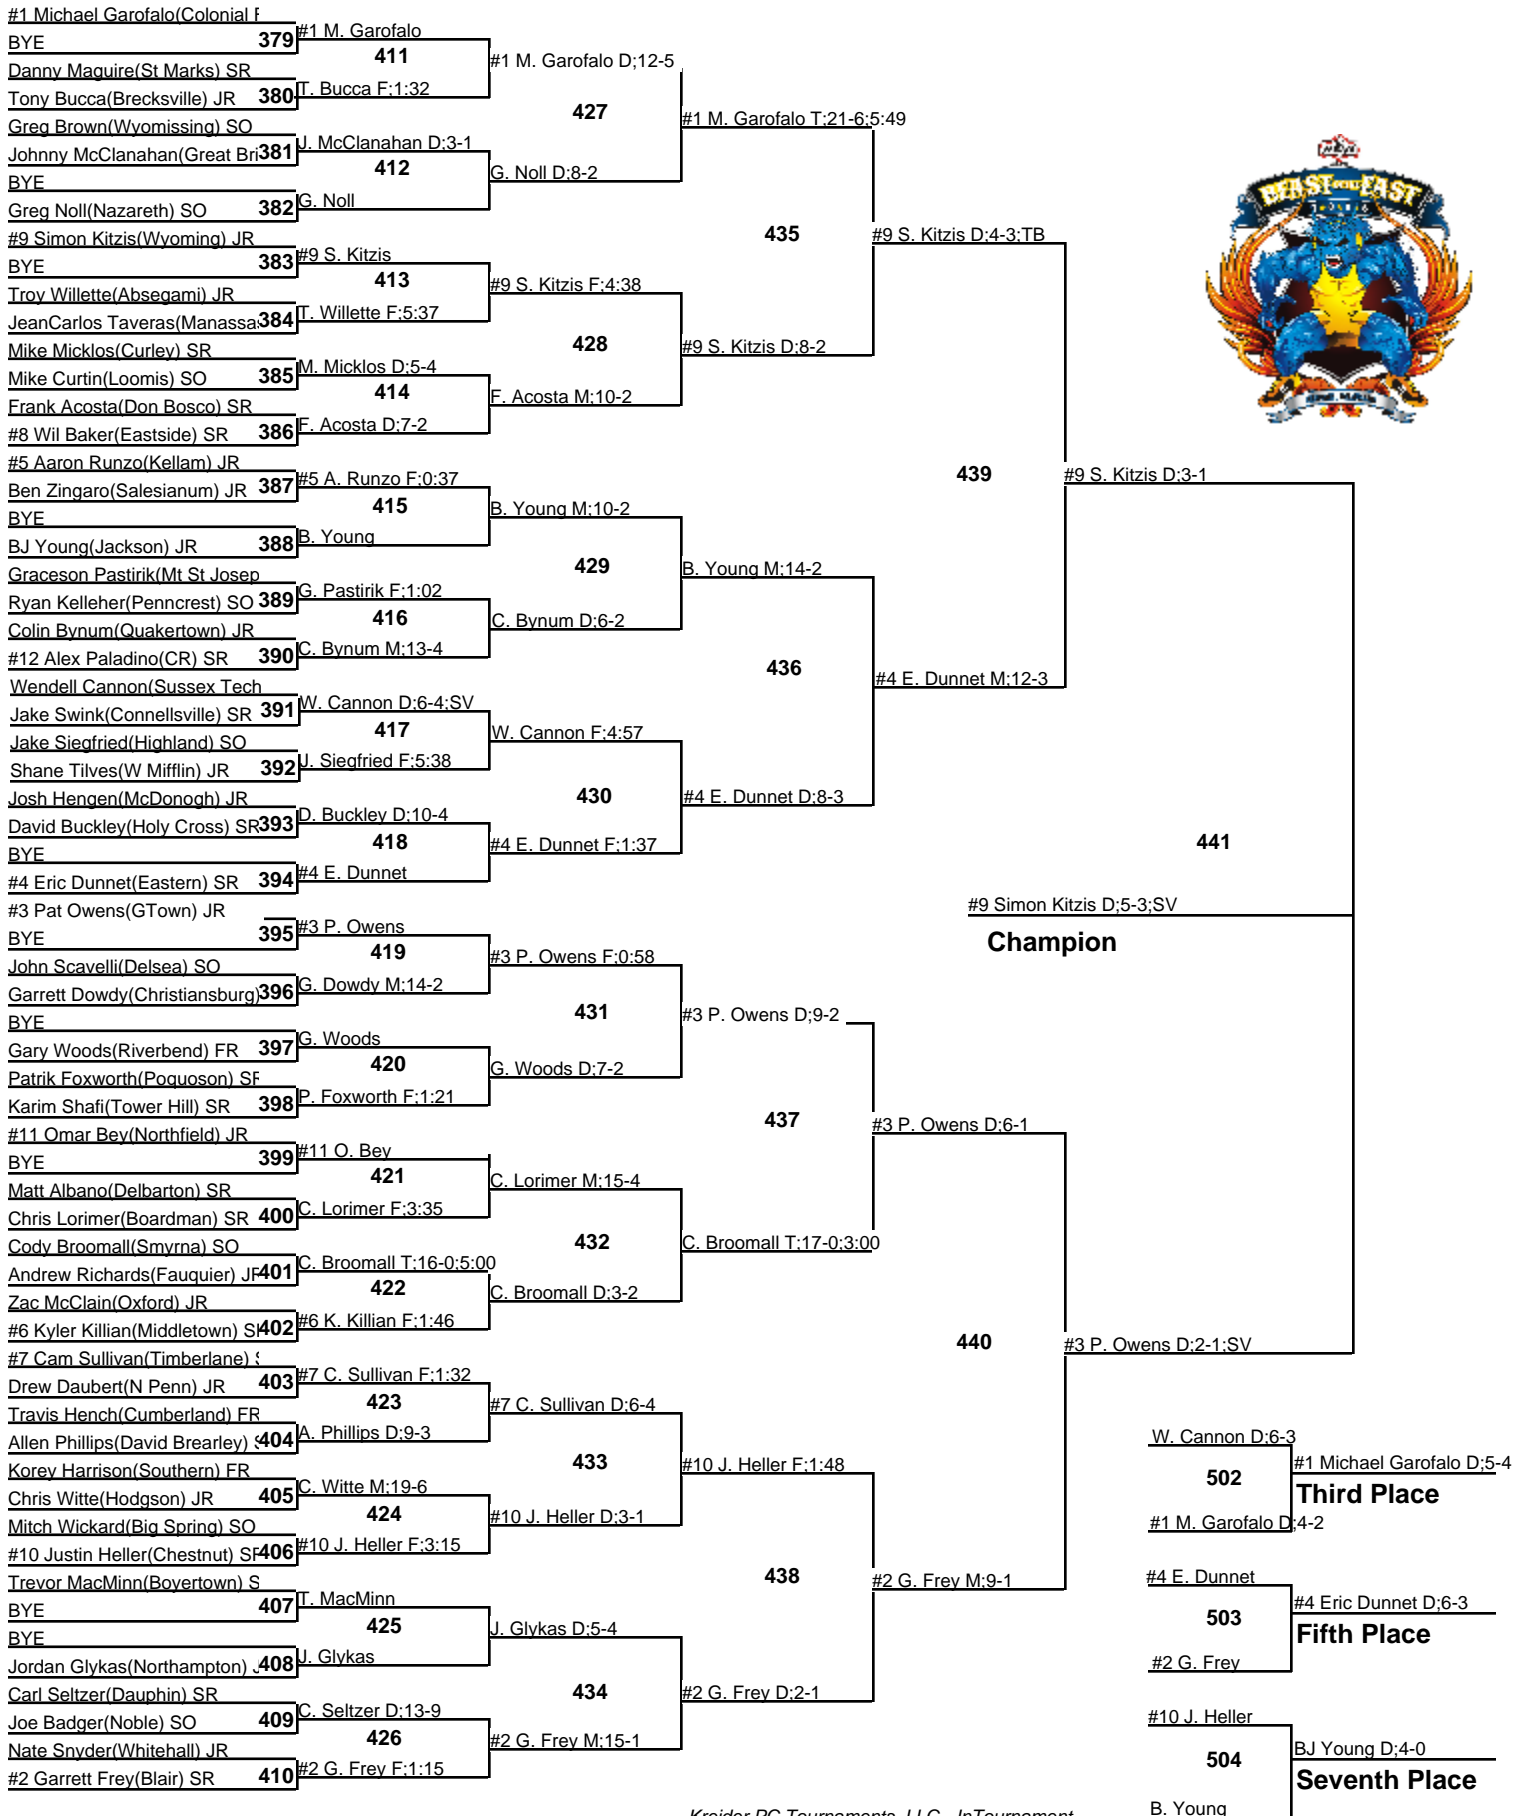 #1 Michael Garofalo(Colonial F
BYE
379
Danny Maguire(St Marks) SR
Tony Bucca(Brecksville) JR
380
Greg Brown(Wyomissing) SO
Johnny McClanahan(Great Bri
381
BYE
Greg Noll(Nazareth) SO
382
#9 Simon Kitzis(Wyoming) JR
BYE
383
Troy Willette(Absegami) JR
JeanCarlos Taveras(Manassa
384
Mike Micklos(Curley) SR
Mike Curtin(Loomis) SO
385
Frank Acosta(Don Bosco) SR
#8 Wil Baker(Eastside) SR
386
#5 Aaron Runzo(Kellam) JR
Ben Zingaro(Salesianum) JR
387
BYE
BJ Young(Jackson) JR
388
Graceson Pastirik(Mt St Josep
Ryan Kelleher(Penncrest) SO
389
Colin Bynum(Quakertown) JR
#12 Alex Paladino(CR) SR
390
Wendell Cannon(Sussex Tech
Jake Swink(Connellsville) SR
391
Jake Siegfried(Highland) SO
Shane Tilves(W Mifflin) JR
392
Josh Hengen(McDonogh) JR
David Buckley(Holy Cross) SR
393
BYE
#4 Eric Dunnet(Eastern) SR
394
#3 Pat Owens(GTown) JR
BYE
395
John Scavelli(Delsea) SO
Garrett Dowdy(Christiansburg)
396
BYE
Gary Woods(Riverbend) FR
397
Patrik Foxworth(Poquoson) SR
Karim Shafi(Tower Hill) SR
398
#11 Omar Bey(Northfield) JR
BYE
399
Matt Albano(Delbarton) SR
Chris Lorimer(Boardman) SR
400
Cody Broomall(Smyrna) SO
Andrew Richards(Fauquier) JR
401
Zac McClain(Oxford) JR
#6 Kyler Killian(Middletown) SR
402
#7 Cam Sullivan(Timberlane) S
Drew Daubert(N Penn) JR
403
Travis Hench(Cumberland) FR
Allen Phillips(David Brearley) S
404
Korey Harrison(Southern) FR
Chris Witte(Hodgson) JR
405
Mitch Wickard(Big Spring) SO
#10 Justin Heller(Chestnut) SR
406
Trevor MacMinn(Boyertown) S
BYE
407
BYE
Jordan Glykas(Northampton) J
408
Carl Seltzer(Dauphin) SR
Joe Badger(Noble) SO
409
Nate Snyder(Whitehall) JR
#2 Garrett Frey(Blair) SR
410
#1 M. Garofalo
411
T. Bucca F;1:32
J. McClanahan D;3-1
412
G. Noll
#9 S. Kitzis
413
T. Willette F;5:37
M. Micklos D;5-4
414
F. Acosta D;7-2
#5 A. Runzo F;0:37
415
B. Young
G. Pastirik F;1:02
416
C. Bynum M;13-4
W. Cannon D;6-4;SV
417
J. Siegfried F;5:38
D. Buckley D;10-4
418
#4 E. Dunnet
#3 P. Owens
419
G. Dowdy M;14-2
G. Woods
420
P. Foxworth F;1:21
#11 O. Bey
421
C. Lorimer F;3:35
C. Broomall T;16-0;5:00
422
#6 K. Killian F;1:46
#7 C. Sullivan F;1:32
423
A. Phillips D;9-3
C. Witte M;19-6
424
#10 J. Heller F;3:15
T. MacMinn
425
J. Glykas
C. Seltzer D;13-9
426
#2 G. Frey F;1:15
#1 M. Garofalo D;12-5
427
G. Noll D;8-2
#9 S. Kitzis F;4:38
428
F. Acosta M;10-2
B. Young M;10-2
429
C. Bynum D;6-2
W. Cannon F;4:57
430
#4 E. Dunnet F;1:37
#3 P. Owens F;0:58
431
G. Woods D;7-2
C. Lorimer M;15-4
432
C. Broomall D;3-2
#7 C. Sullivan D;6-4
433
#10 J. Heller D;3-1
J. Glykas D;5-4
434
#2 G. Frey M;15-1
#1 M. Garofalo T;21-6;5:49
435
#9 S. Kitzis D;8-2
B. Young M;14-2
436
#4 E. Dunnet D;8-3
#3 P. Owens D;9-2
437
C. Broomall T;17-0;3:00
#10 J. Heller F;1:48
438
#2 G. Frey D;2-1
#9 S. Kitzis D;4-3;TB
439
#4 E. Dunnet M;12-3
#3 P. Owens D;6-1
440
#2 G. Frey M;9-1
BEAST OF THE EAST
#9 S. Kitzis D;3-1
441
#3 P. Owens D;2-1;SV
#9 Simon Kitzis D;5-3;SV
Champion
W. Cannon D;6-3
502
#1 M. Garofalo D;4-2
#1 Michael Garofalo D;5-4
Third Place
#4 E. Dunnet
503
#2 G. Frey
#4 Eric Dunnet D;6-3
Fifth Place
#10 J. Heller
504
B. Young
BJ Young D;4-0
Seventh Place
Kreider PC Tournaments, LLC - InTournament